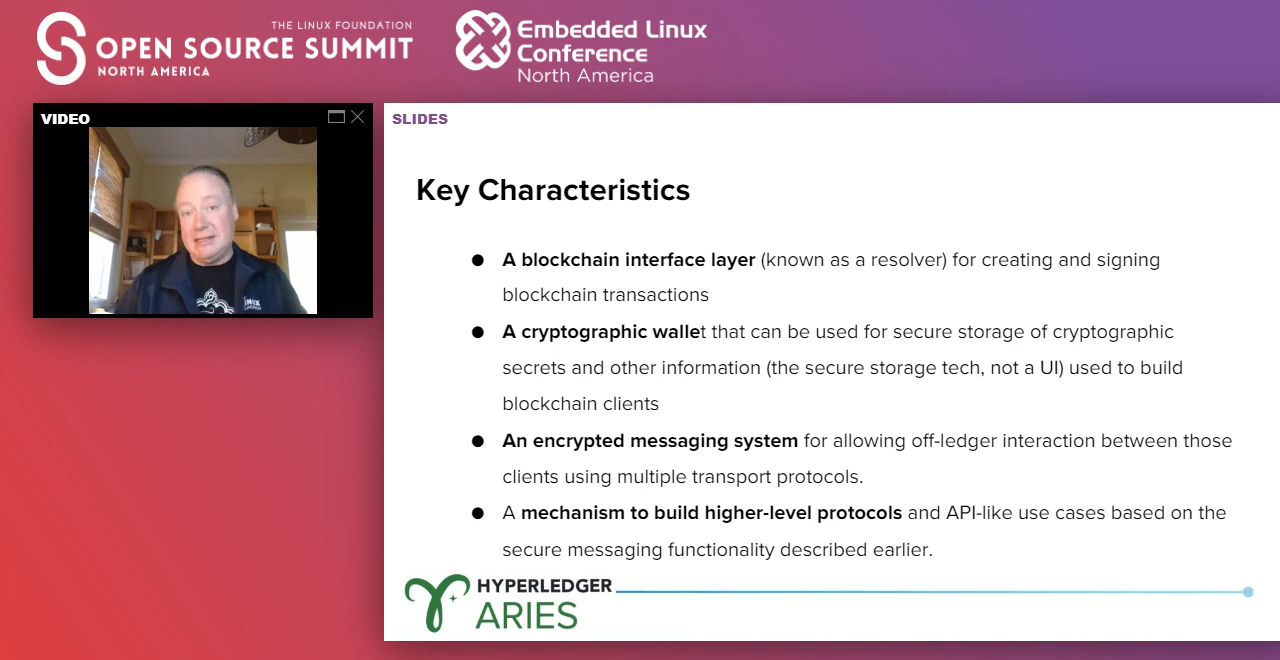 THE LINUX FOUNDATION
OPEN SOURCE SUMMIT
NORTH AMERICA
Embedded Linux
Conference
North America
VIDEO
SLIDES
Key Characteristics
● A blockchain interface layer (known as a resolver) for creating and signing
blockchain transactions
● A cryptographic wallet that can be used for secure storage of cryptographic
secrets and other information (the secure storage tech, not a UI) used to build
blockchain clients
● An encrypted messaging system for allowing off-ledger interaction between those
clients using multiple transport protocols.
● A mechanism to build higher-level protocols and API-like use cases based on the
secure messaging functionality described earlier.
HYPERLEDGER
ARIES